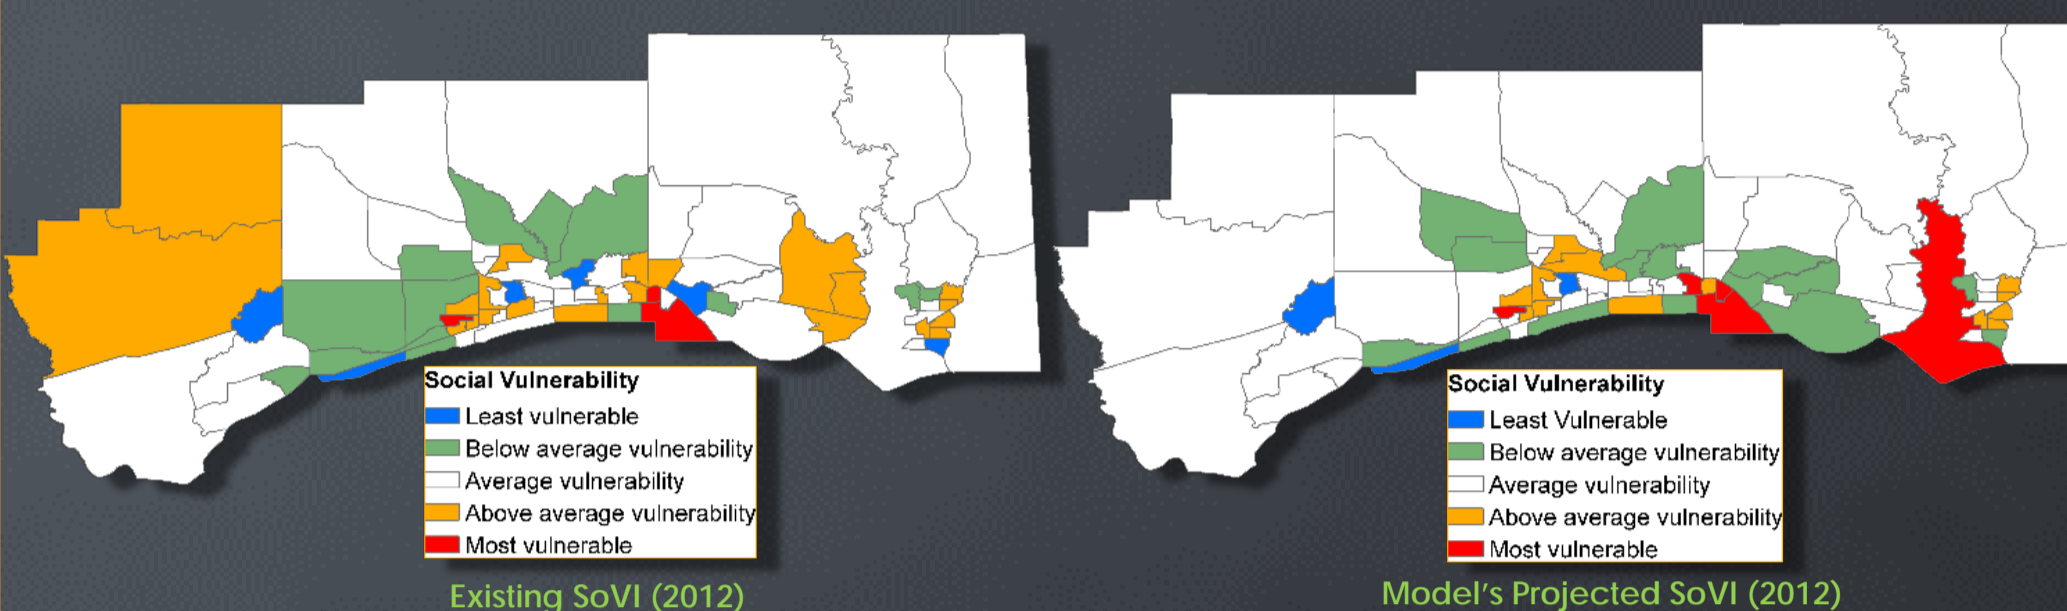 Social Vulnerability
Least vulnerable
Below average vulnerability
Average vulnerability
Above average vulnerability
Most vulnerable
Existing SoVI (2012)
Social Vulnerability
Least Vulnerable
Below average vulnerability
Average vulnerability
Above average vulnerability
Most vulnerable
Model's Projected SoVI (2012)